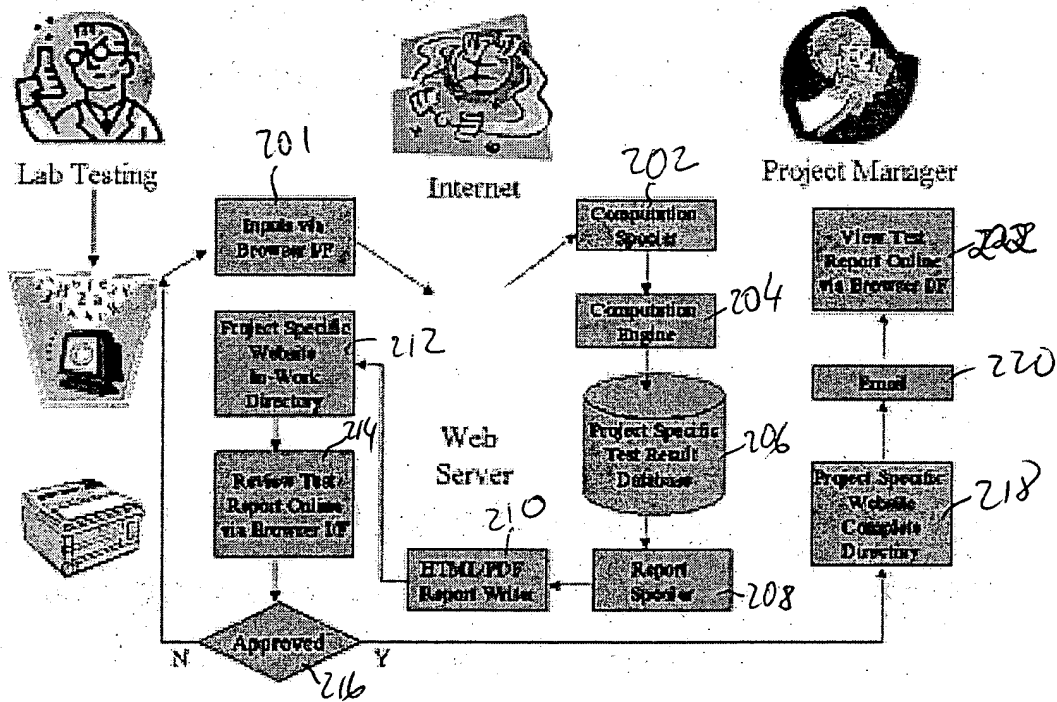 Lab Testing
201
Inputs via
Browser I/F
Internet
202
Computation
Spooler
Project Manager
View Test
Report Online
via Browser I/F
204
Computation
Engine
Project Specific
Website
In-Work
Directory
212
Email
220
Web
Server
Project Specific
Test Result
Database
206
214
Review Test
Report Online
via Browser I/F
Project Specific
Website
Complete
Directory
218
210
HTML/PDF
Report Writer
Report
Spooler
208
Approved
N
Y
216